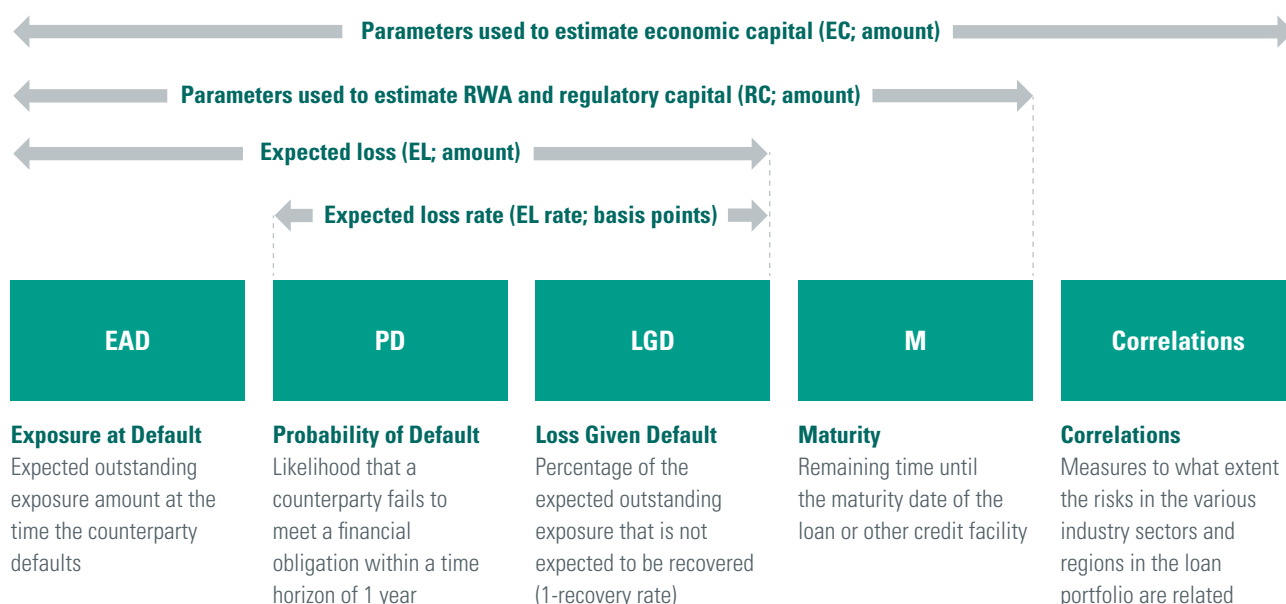 Parameters used to estimate economic capital (EC; amount)
Parameters used to estimate RWA and regulatory capital (RC; amount)
Expected loss (EL; amount)
Expected loss rate (EL rate; basis points)
EAD
PD
LGD
M
Correlations
Exposure at Default
Expected outstanding
exposure amount at the
time the counterparty
defaults
Probability of Default
Likelihood that a
counterparty fails to
meet a financial
obligation within a time
horizon of 1 year
Loss Given Default
Percentage of the
expected outstanding
exposure that is not
expected to be recovered
(1-recovery rate)
Maturity
Remaining time until
the maturity date of the
loan or other credit facility
Correlations
Measures to what extent
the risks in the various
industry sectors and
regions in the loan
portfolio are related